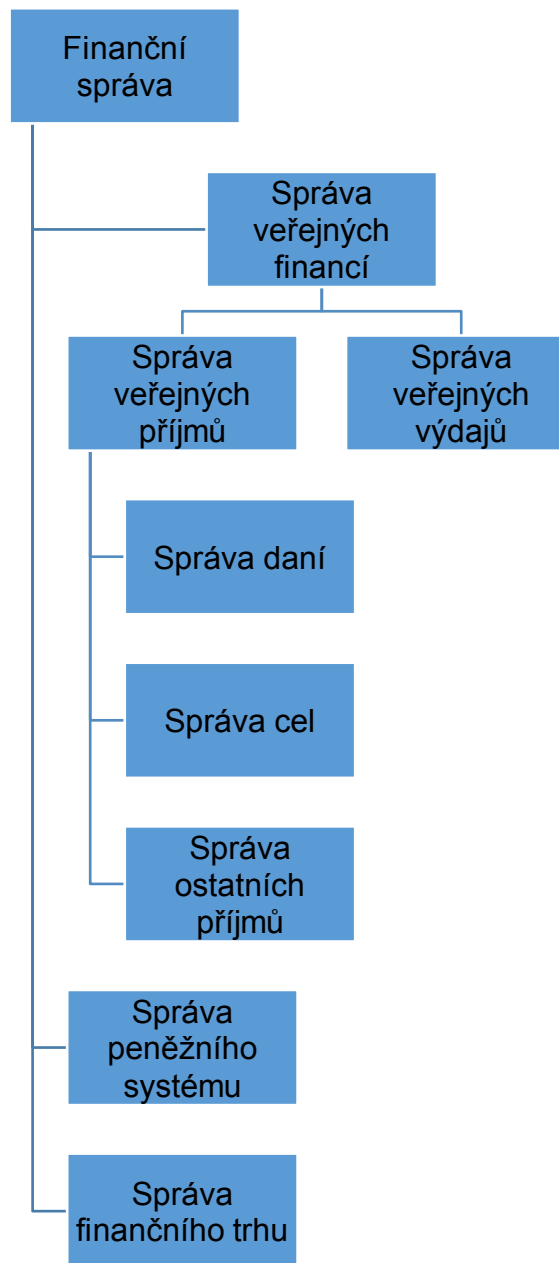 Finanční
správa
Správa
veřejných
financí
Správa
veřejných
příjmů
Správa
veřejných
výdajů
Správa daní
Správa cel
Správa
ostatních
příjmů
Správa
peněžního
systému
Správa
finančního trhu